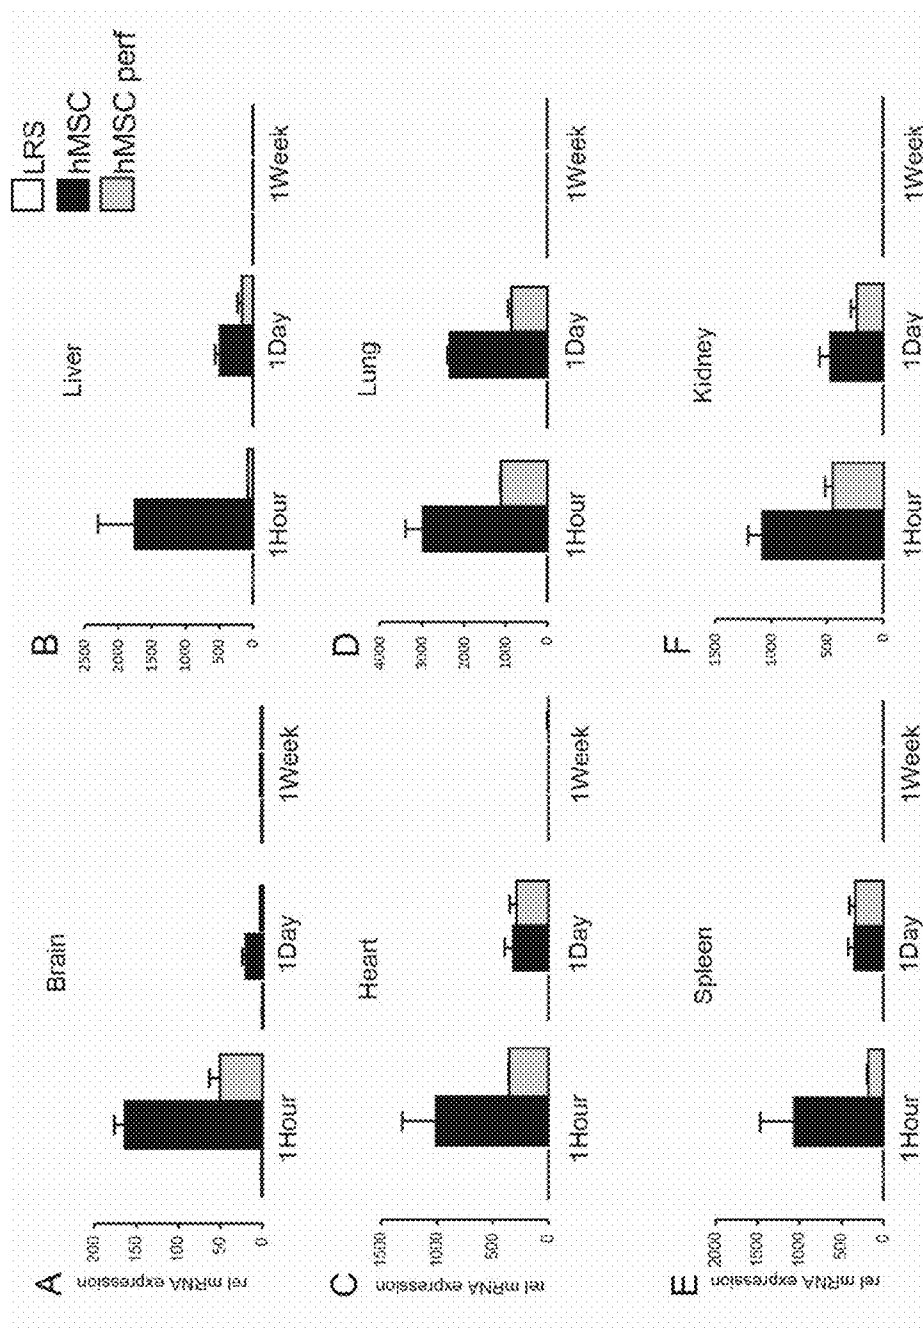 LRS
hMSC
hMSC perf
A
Brain
rel mRNA expression
200
150
100
50
0
1Hour
1Day
1Week
B
Liver
2500
2000
1500
1000
500
0
1Hour
1Day
1Week
C
Heart
rel mRNA expression
1500
1000
500
0
1Hour
1Day
1Week
D
Lung
4000
3000
2000
1000
0
1Hour
1Day
1Week
E
Spleen
rel mRNA expression
2000
1500
1000
500
0
1Hour
1Day
1Week
F
Kidney
1500
1000
500
0
1Hour
1Day
1Week